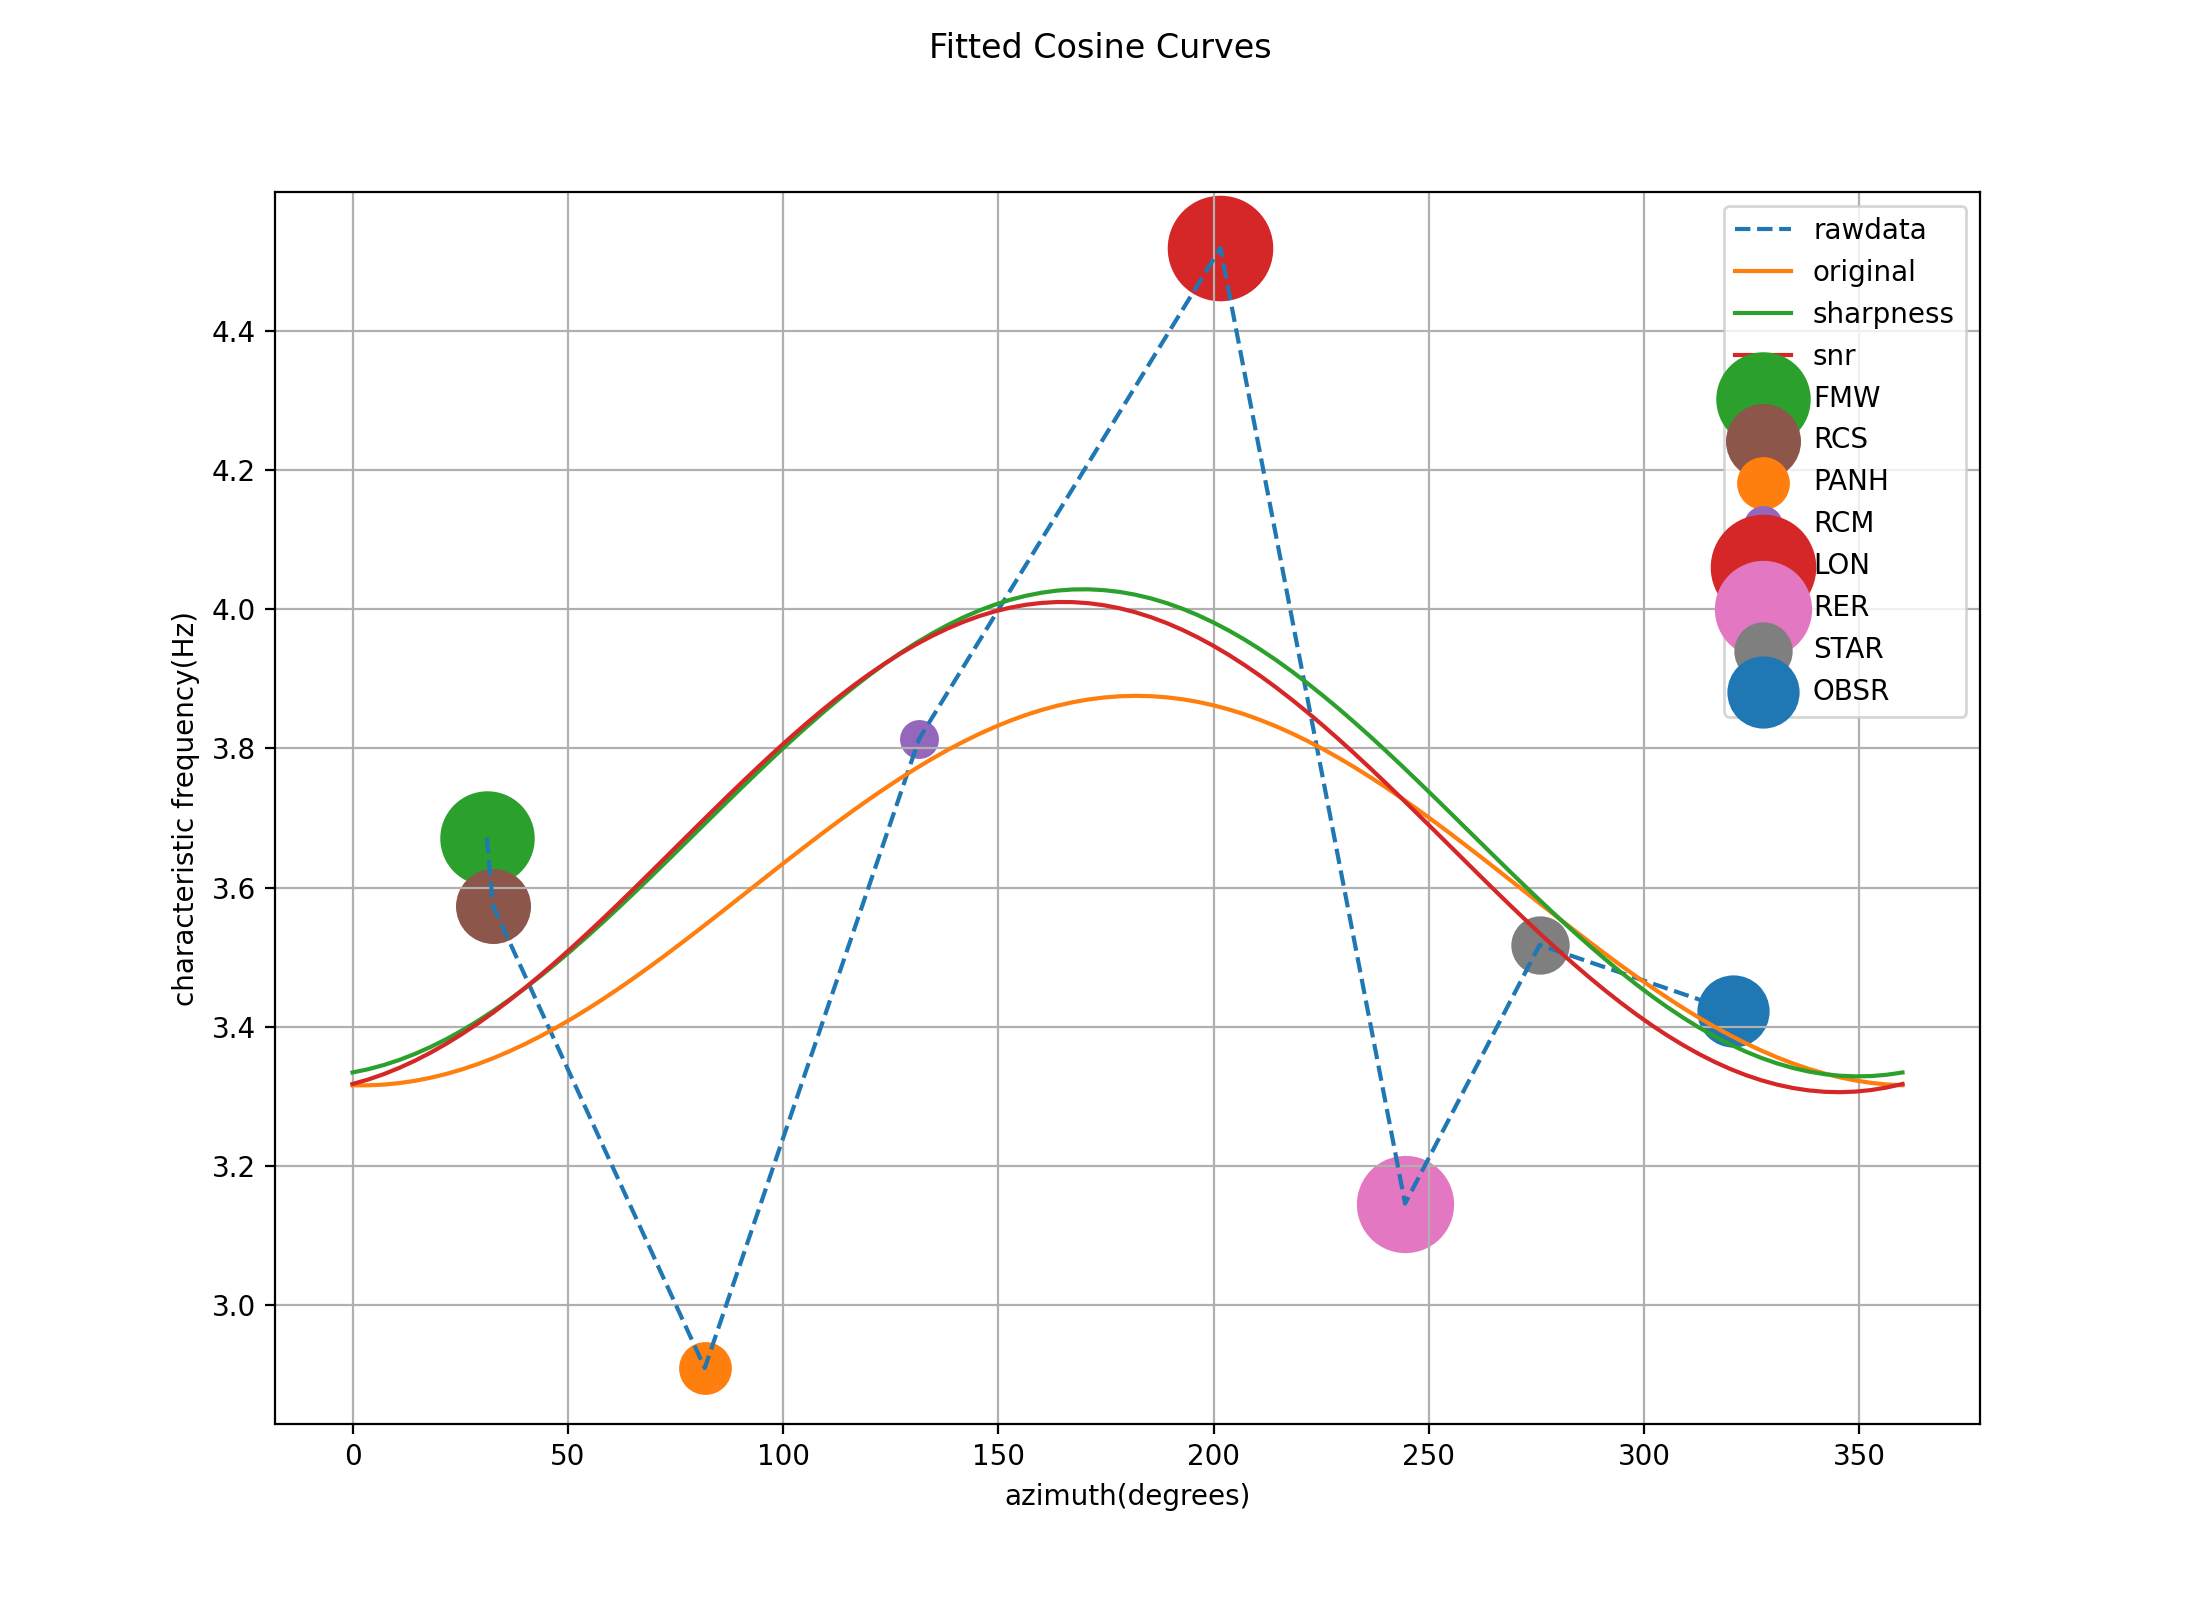 Fitted Cosine Curves
characteristic frequency(Hz)
4.4
4.2
4.0
3.8
3.6
3.4
3.2
3.0
rawdata
original
sharpness
snr
FMW
RCS
PANH
RCM
LON
RER
STAR
OBSR
0 50 100 150 200 250 300 350
azimuth(degrees)